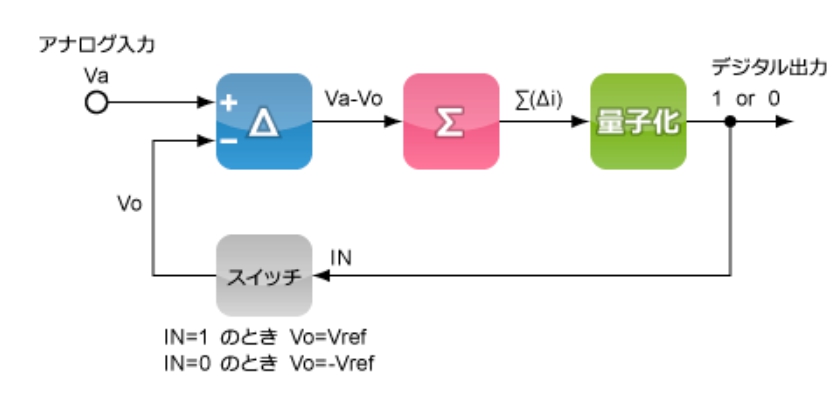 アナログ入力
Va
+
−
Δ
Va-Vo
Σ
∑(Δi)
量子化
デジタル出力
1 or 0
Vo
スイッチ
IN
IN=1 のとき Vo=Vref
IN=0 のとき Vo=-Vref